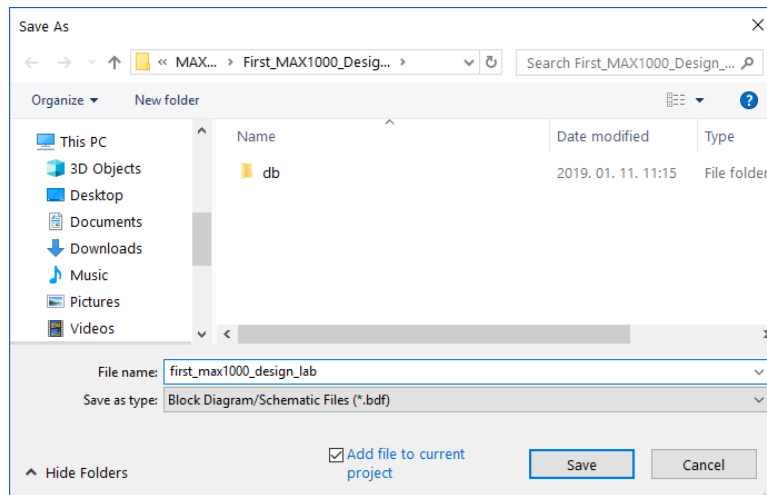 Save As
« MAX... › First_MAX1000_Desig... ›
Search First_MAX1000_Design_...
Organize
New folder
?
Name
Date modified
Type
This PC
3D Objects
Desktop
Documents
Downloads
Music
Pictures
Videos
db
2019. 01. 11. 11:15
File folder
File name: first_max1000_design_lab
Save as type: Block Diagram/Schematic Files (*.bdf)
Add file to current
project
Hide Folders
Save
Cancel